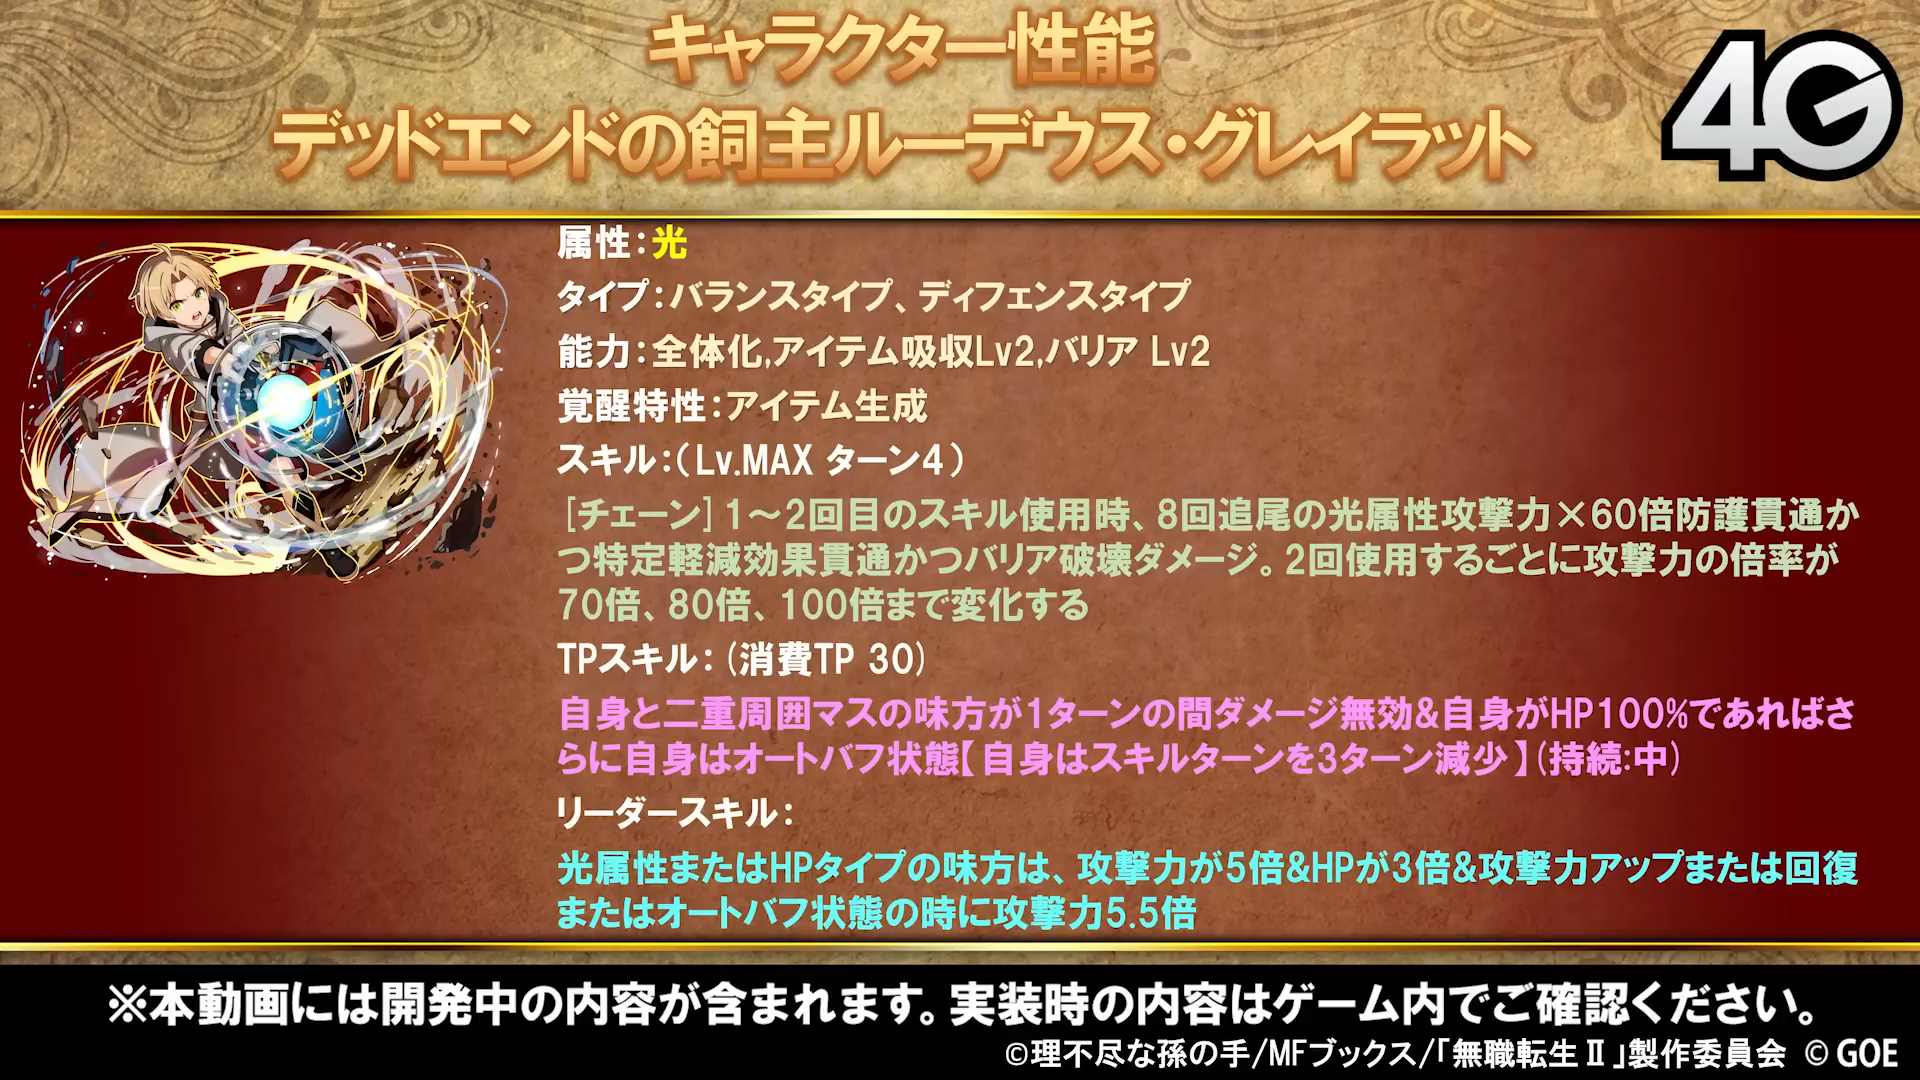 キャラクター性能
デッドエンドの飼主ルーデウス・グレイラット
4G
属性：光
タイプ：バランスタイプ、ディフェンスタイプ
能力：全体化,アイテム吸収Lv2,バリア Lv2
覚醒特性：アイテム生成
スキル：（Lv.MAX ターン4）
［チェーン］1～2回目のスキル使用時、8回追尾の光属性攻撃力×60倍防護貫通か
つ特定軽減効果貫通かつバリア破壊ダメージ。2回使用するごとに攻撃力の倍率が
70倍、80倍、100倍まで変化する
TPスキル：（消費TP 30）
自身と二重周囲マスの味方が1ターンの間ダメージ無効&自身がHP100%であればさ
らに自身はオートバフ状態【自身はスキルターンを3ターン減少】（持続:中）
リーダースキル：
光属性またはHPタイプの味方は、攻撃力が5倍&HPが3倍&攻撃力アップまたは回復
またはオートバフ状態の時に攻撃力5.5倍
※本動画には開発中の内容が含まれます。実装時の内容はゲーム内でご確認ください。
©理不尽な孫の手/MFブックス/「無職転生Ⅱ」製作委員会 © GOE